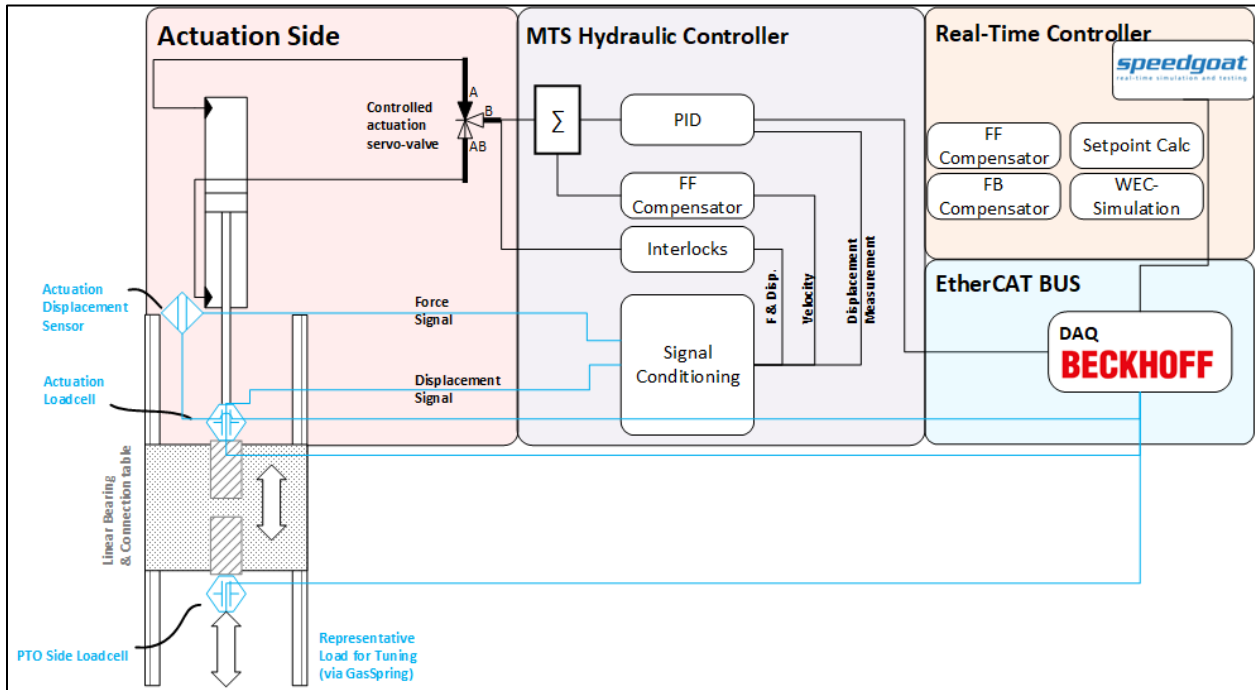 Actuation Side
MTS Hydraulic Controller
Real-Time Controller
speedgoat
real-time simulation and testing
A
Controlled
actuation
servo-valve
B
AB
Σ
PID
FF
Compensator
Setpoint Calc
FB
Compensator
WEC-
Simulation
FF
Compensator
Interlocks
F & Disp.
Velocity
Displacement
Measurement
EtherCAT BUS
DAQ
BECKHOFF
Actuation
Displacement
Sensor
Force
Signal
Signal
Conditioning
Actuation
Loadcell
Displacement
Signal
Linear Bearing
& Connection table
PTO Side Loadcell
Representative
Load for Tuning
(via GasSpring)